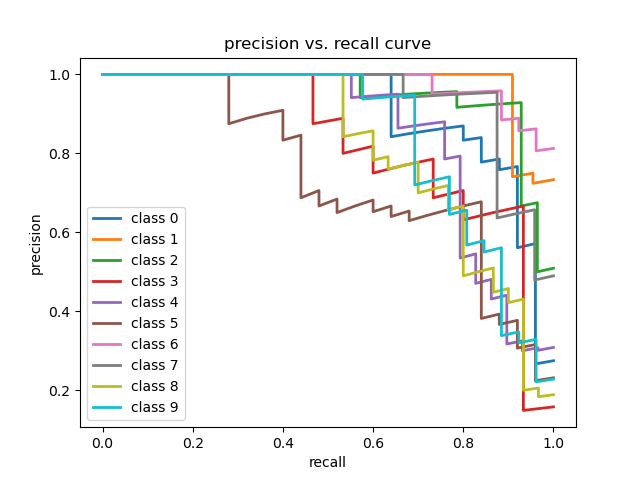 precision vs. recall curve
precision
1.0
0.8
0.6
0.4
0.2
class 0
class 1
class 2
class 3
class 4
class 5
class 6
class 7
class 8
class 9
0.0 0.2 0.4 0.6 0.8 1.0
recall